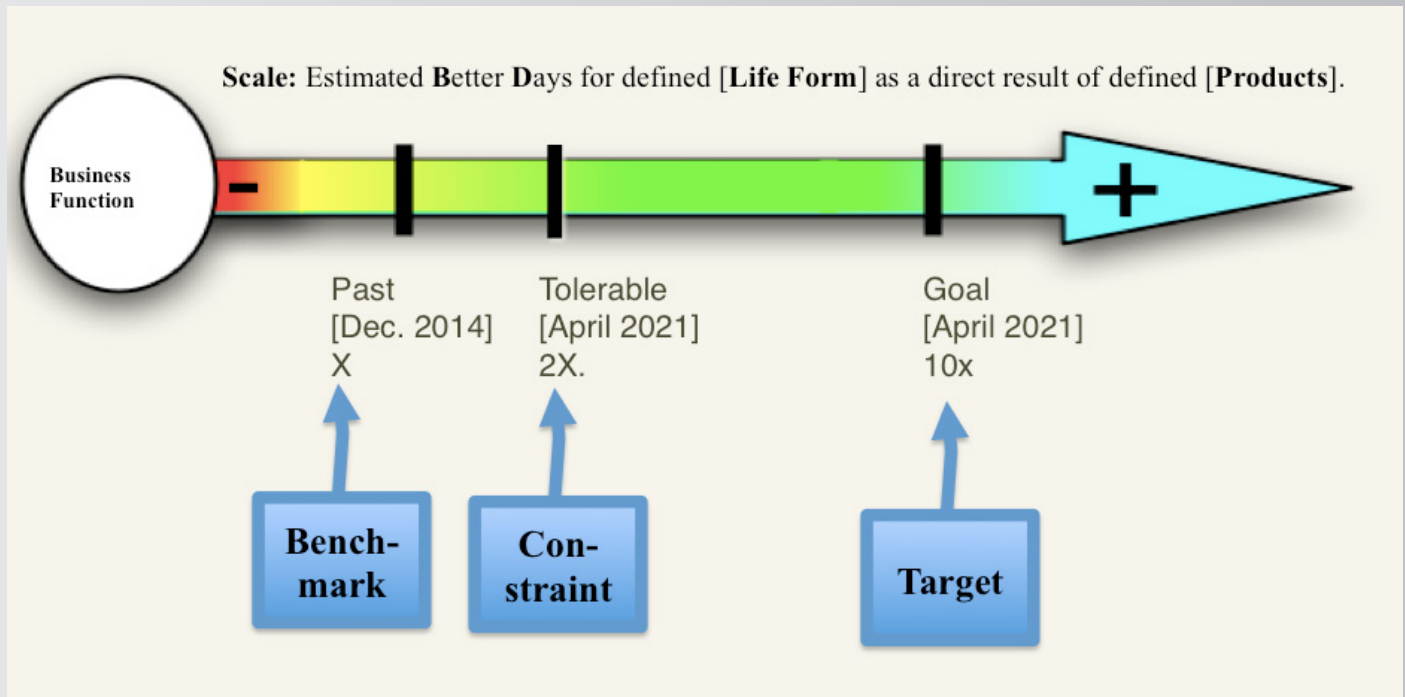 Scale: Estimated Better Days for defined [Life Form] as a direct result of defined [Products].
Business
Function
-
+
Past
[Dec. 2014]
X
Tolerable
[April 2021]
2X.
Goal
[April 2021]
10x
Bench-
mark
Con-
straint
Target